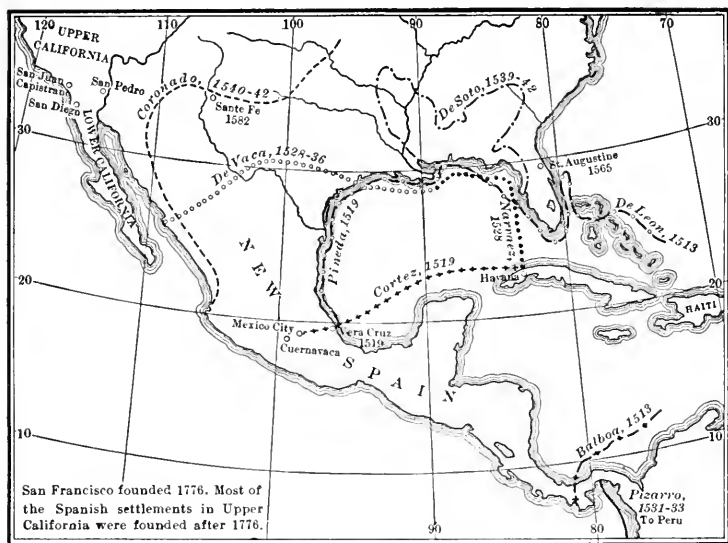 120
110
100
90
80
70
UPPER
CALIFORNIA
San Juan
Capistrano
San Pedro
San Diego
LOWER CALIFORNIA
Coronado, 1540-42
Sante Fe
1582
De Soto, 1539-42
30
30
De Vaca, 1528-36
St. Augustine
1565
De Leon, 1513
Pineda, 1519
Narvaez,
1528
Cortez, 1519
Havana
20
20
HAITI
NEW
SPAIN
Mexico City
Cuernavaca
Vera Cruz
1519
10
10
Balboa, 1513
Pizarro,
1531-33
To Peru
San Francisco founded 1776. Most of
the Spanish settlements in Upper
California were founded after 1776.
90
80